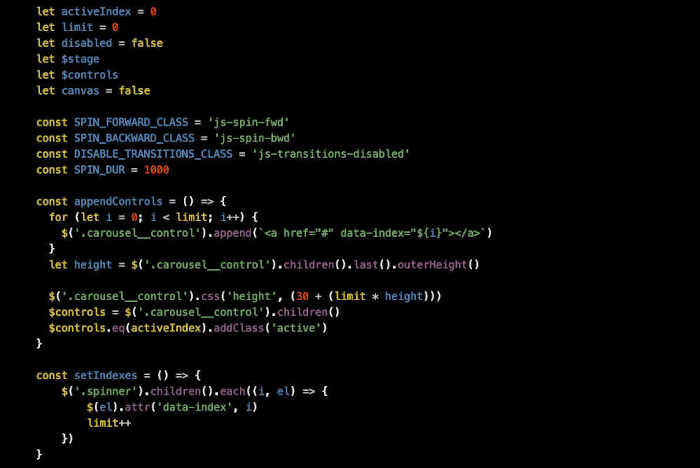 let activeIndex = 0
let limit = 0
let disabled = false
let $stage
let $controls
let canvas = false

const SPIN_FORWARD_CLASS = 'js-spin-fwd'
const SPIN_BACKWARD_CLASS = 'js-spin-bwd'
const DISABLE_TRANSITIONS_CLASS = 'js-transitions-disabled'
const SPIN_DUR = 1000

const appendControls = () => {
  for (let i = 0; i < limit; i++) {
    $('.carousel__control').append(`<a href="#" data-index="${i}"></a>`)
  }
  let height = $('.carousel__control').children().last().outerHeight()

  $('.carousel__control').css('height', (30 + (limit * height)))
  $controls = $('.carousel__control').children()
  $controls.eq(activeIndex).addClass('active')
}

const setIndexes = () => {
    $('.spinner').children().each((i, el) => {
        $(el).attr('data-index', i)
        limit++
    })
}